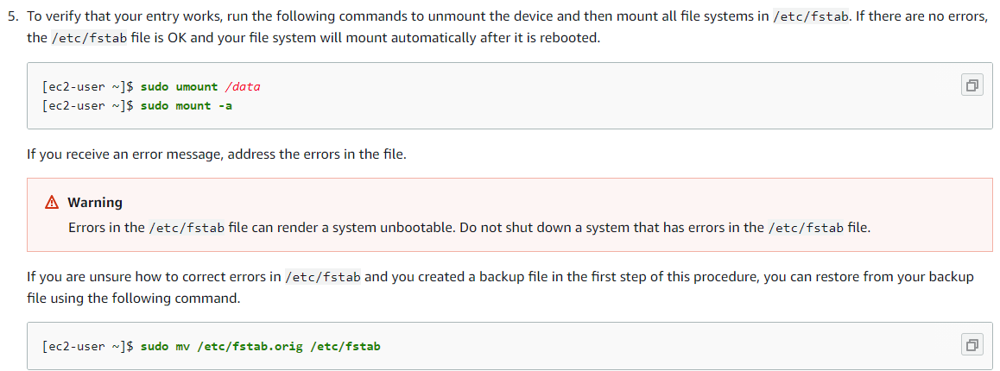 5. To verify that your entry works, run the following commands to unmount the device and then mount all file systems in /etc/fstab. If there are no errors,
the /etc/fstab file is OK and your file system will mount automatically after it is rebooted.
[ec2-user ~]$ sudo umount /data
[ec2-user ~]$ sudo mount -a
If you receive an error message, address the errors in the file.
Warning
Errors in the /etc/fstab file can render a system unbootable. Do not shut down a system that has errors in the /etc/fstab file.
If you are unsure how to correct errors in /etc/fstab and you created a backup file in the first step of this procedure, you can restore from your backup
file using the following command.
[ec2-user ~]$ sudo mv /etc/fstab.orig /etc/fstab